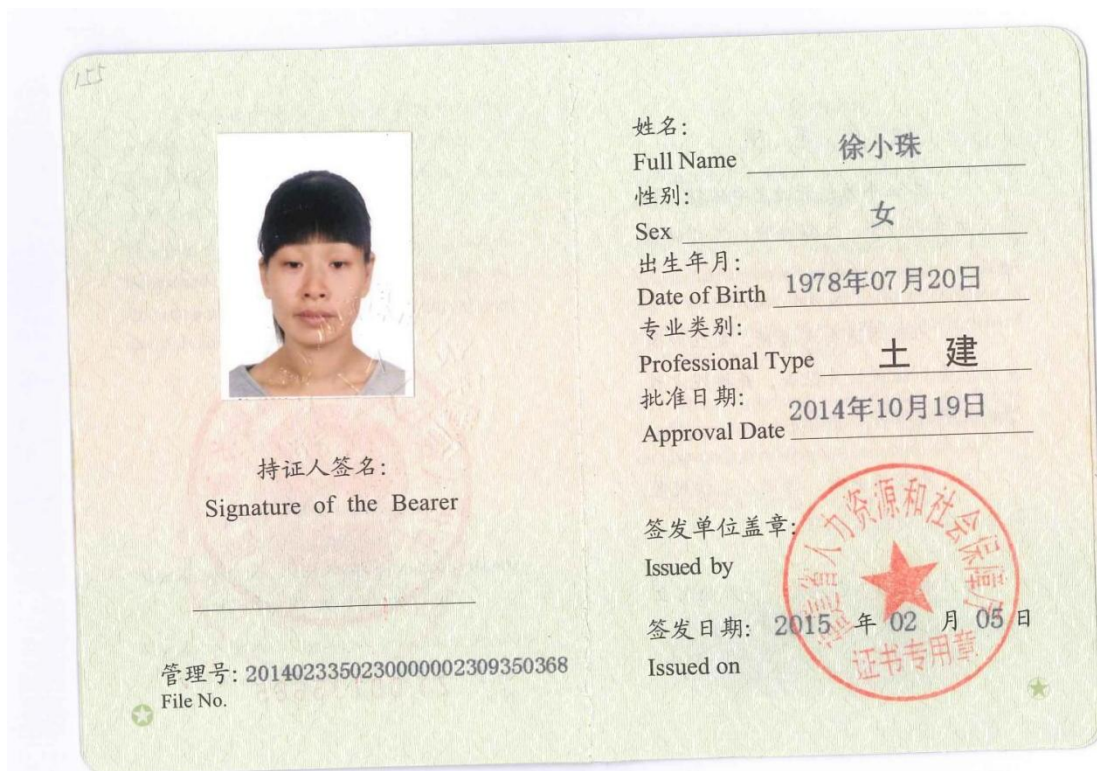 155
持证人签名:
Signature of the Bearer
管理号: 2014023350230000002309350368
File No.
姓名:
Full Name 徐小珠
性别:
Sex 女
出生年月:
Date of Birth 1978年07月20日
专业类别:
Professional Type 土 建
批准日期:
Approval Date 2014年10月19日
签发单位盖章:
Issued by
福建省人力资源和社会保障厅
证书专用章
签发日期: 2015 年 02 月 05 日
Issued on